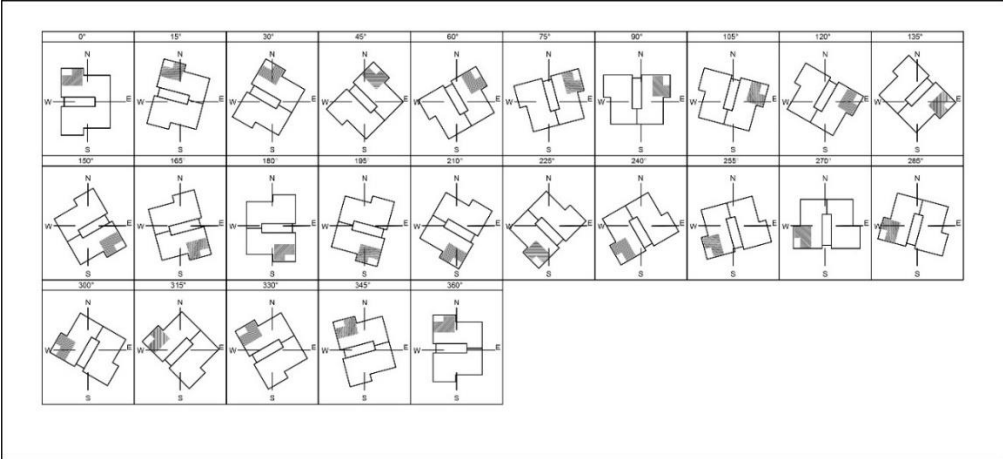 0° 15° 30° 45° 60° 75° 90° 105° 120° 135°
N N N N N N N N N N
W E W E W E W E W E W E W E W E W E W E
S S S S S S S S S S
150° 165° 180° 195° 210° 225° 240° 255° 270° 285°
N N N N N N N N N N
W E W E W E W E W E W E W E W E W E W E
S S S S S S S S S S
300° 315° 330° 345° 360°
N N N N N
W E W E W E W E W E
S S S S S